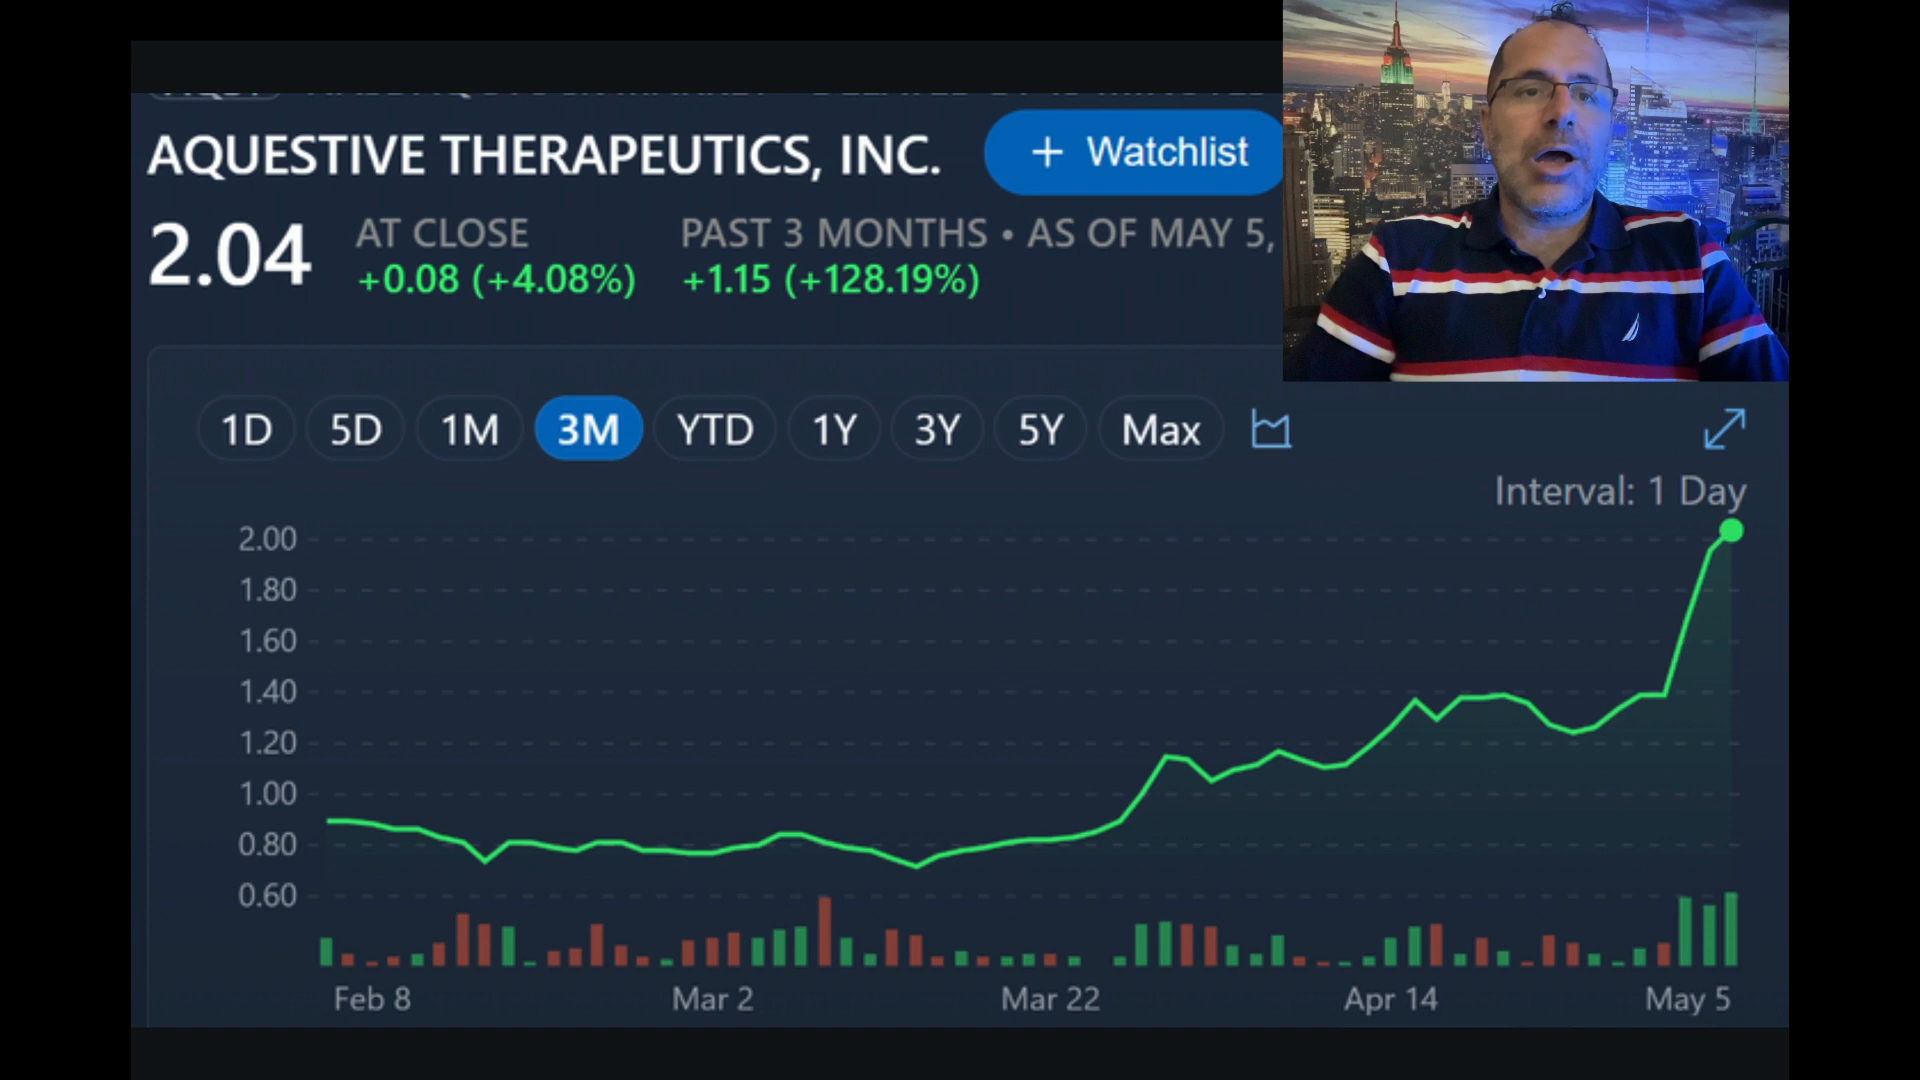 AQUESTIVE THERAPEUTICS, INC.
+ Watchlist
2.04
AT CLOSE
+0.08 (+4.08%)
PAST 3 MONTHS • AS OF MAY 5,
+1.15 (+128.19%)
1D 5D 1M 3M YTD 1Y 3Y 5Y Max
Interval: 1 Day
2.00
1.80
1.60
1.40
1.20
1.00
0.80
0.60
Feb 8 Mar 2 Mar 22 Apr 14 May 5